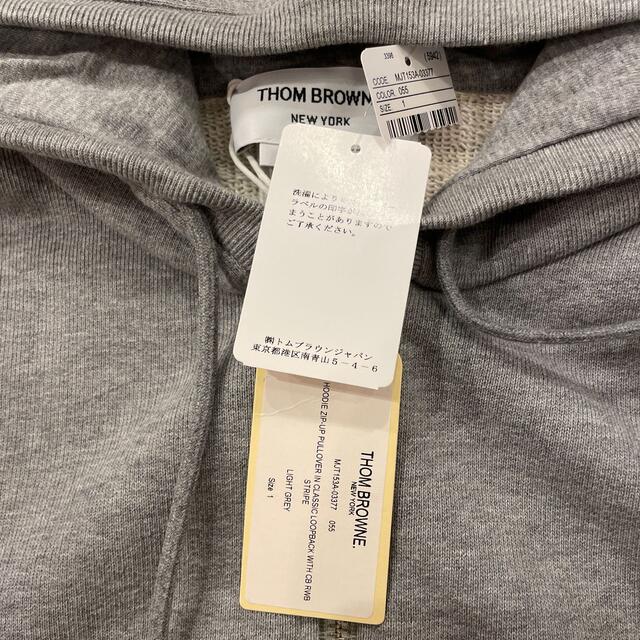 THOM BROWNE.
NEW YORK
3398 (5942)
CODE MJT153A-03377
COLOR 055
SIZE 1
洗濯により
ラベルの印字が
まうことがありますので
ご了承ください。
㈱トムブラウンジャパン
東京都港区南青山5-4-6
THOM BROWNE.
NEW YORK
MJT153A-03377 055
HOODIE ZIP-UP PULLOVER IN CLASSIC LOOPBACK WITH CB RWB
STRIPE
LIGHT GREY
Size 1